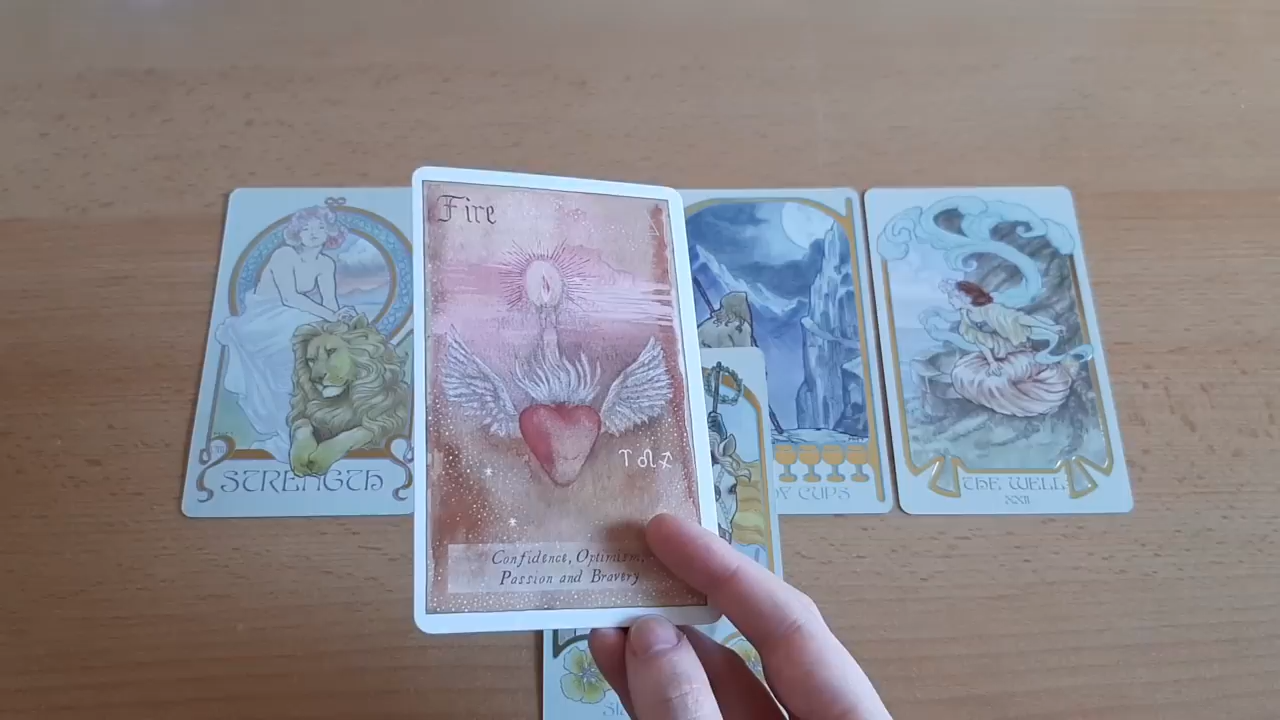 Fire
STRENGTH
Confidence, Optimism,
Passion and Bravery
OF CUPS
THE WELL
XXII